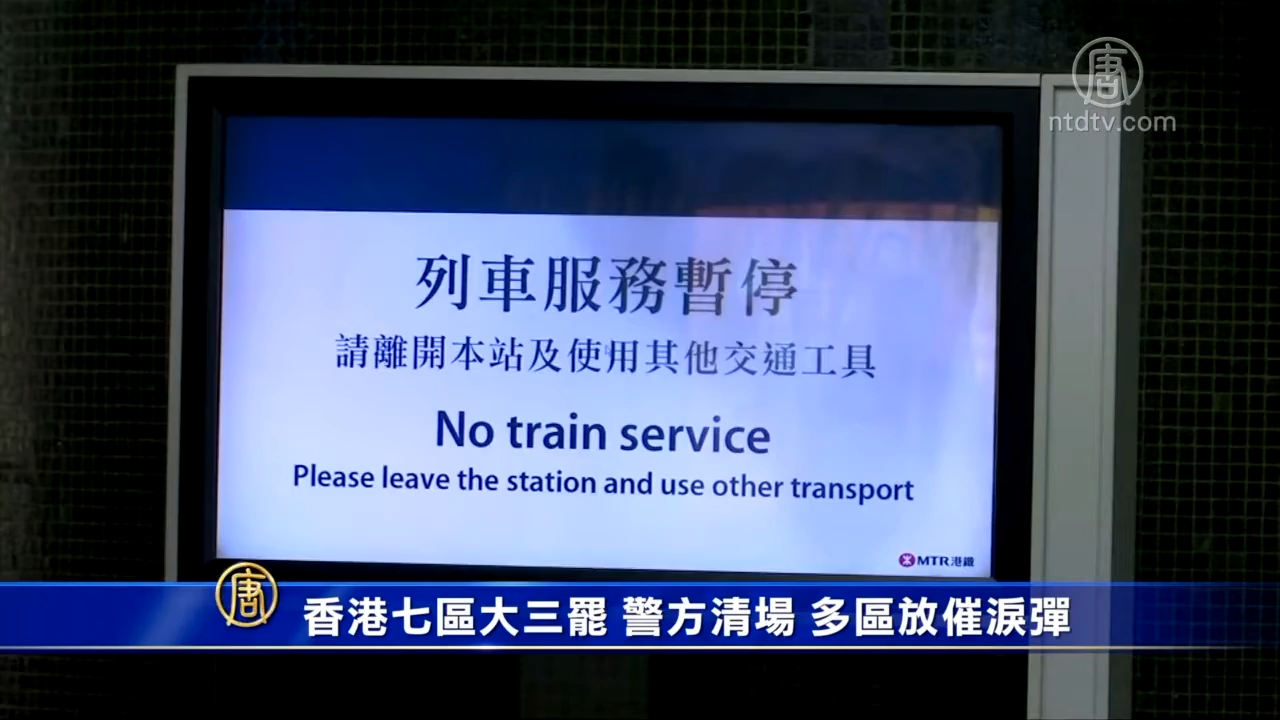 唐
ntdtv.com
列車服務暫停
請離開本站及使用其他交通工具
No train service
Please leave the station and use other transport
MTR港鐵
唐
香港七區大三罷 警方清場 多區放催淚彈